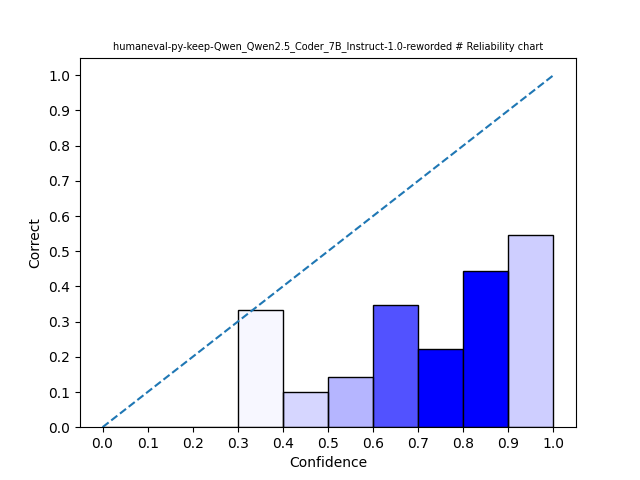 humaneval-py-keep-Qwen_Qwen2.5_Coder_7B_Instruct-1.0-reworded # Reliability chart
1.0
0.9
0.8
0.7
0.6
0.5
0.4
0.3
0.2
0.1
0.0
Correct
0.0 0.1 0.2 0.3 0.4 0.5 0.6 0.7 0.8 0.9 1.0
Confidence